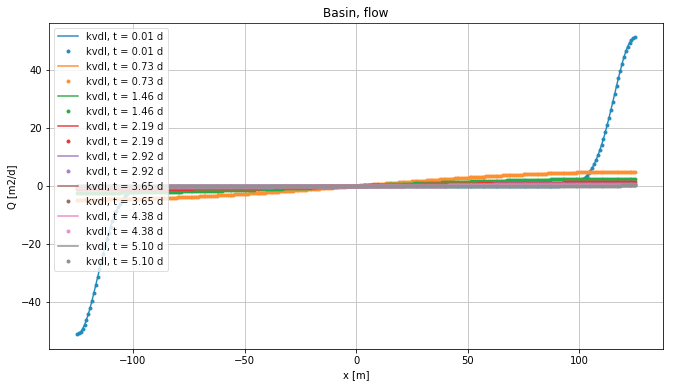 Basin, flow
Q [m2/d]
40
20
0
−20
−40
kvdl, t = 0.01 d
kvdl, t = 0.01 d
kvdl, t = 0.73 d
kvdl, t = 0.73 d
kvdl, t = 1.46 d
kvdl, t = 1.46 d
kvdl, t = 2.19 d
kvdl, t = 2.19 d
kvdl, t = 2.92 d
kvdl, t = 2.92 d
kvdl, t = 3.65 d
kvdl, t = 3.65 d
kvdl, t = 4.38 d
kvdl, t = 4.38 d
kvdl, t = 5.10 d
kvdl, t = 5.10 d
−100 −50 0 50 100
x [m]